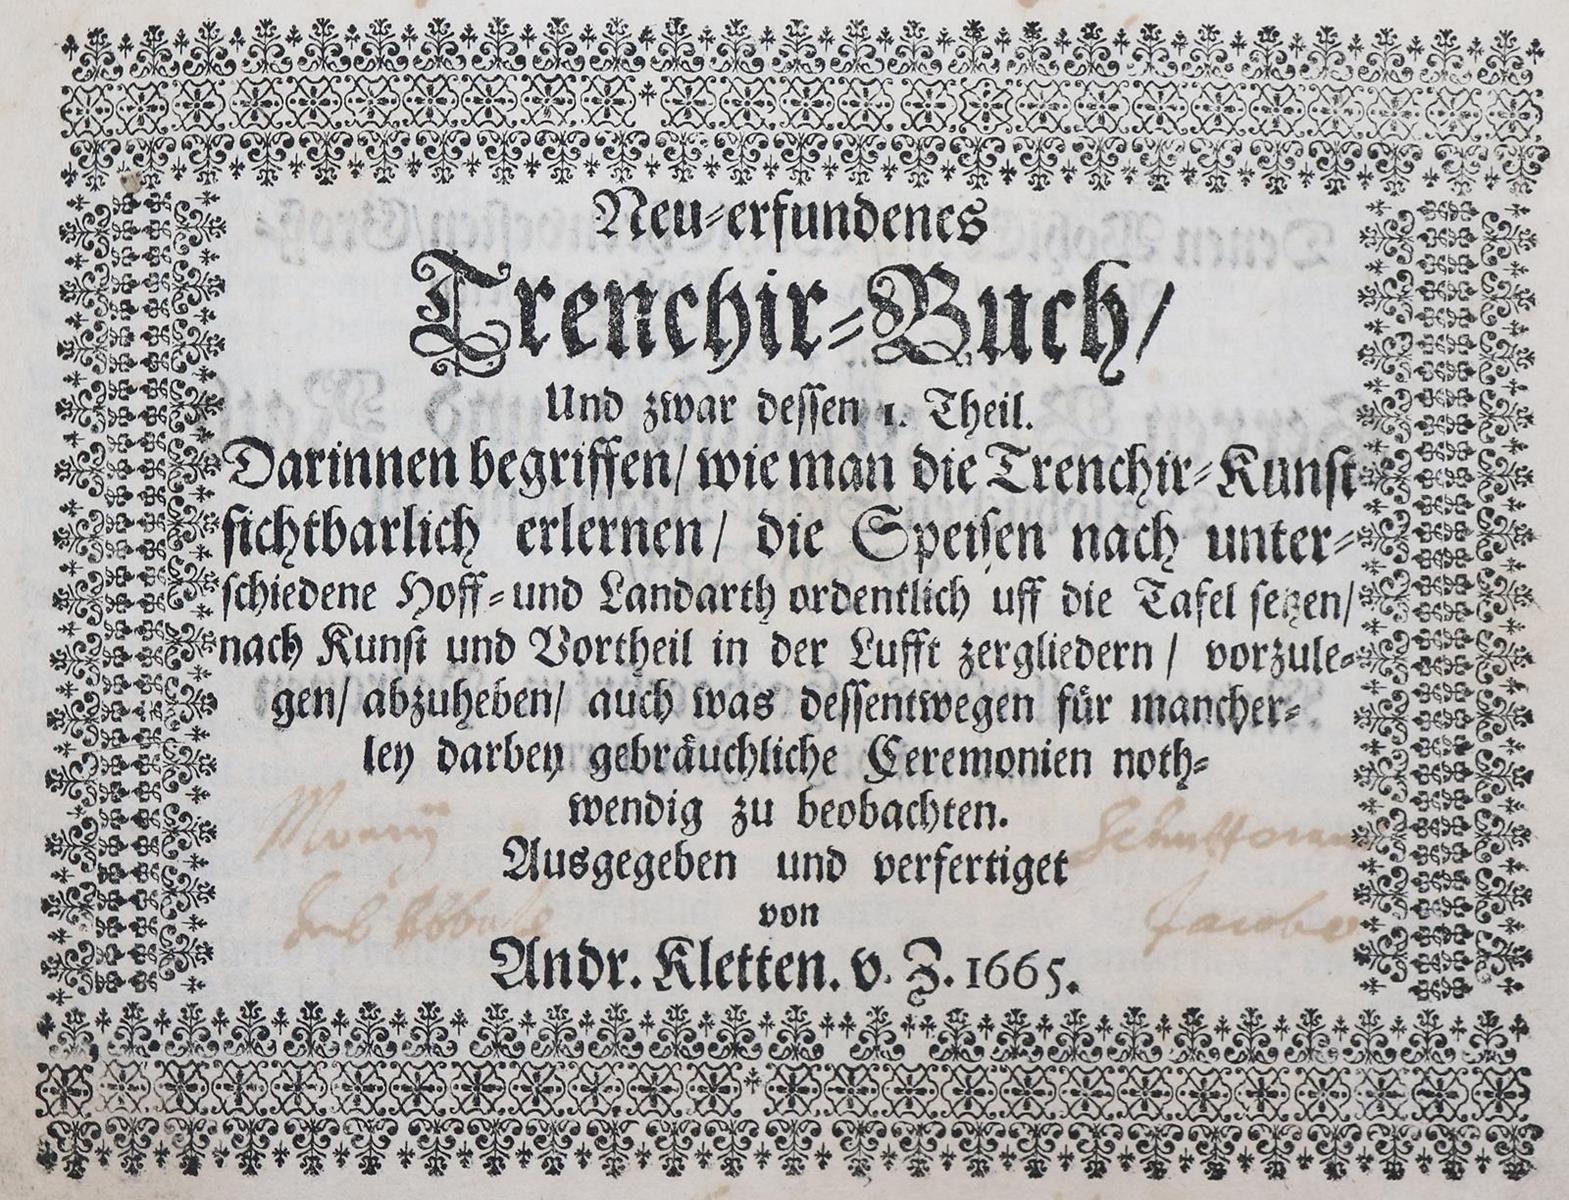 Neu-erfundenes
Trenchir-Buch/
Und zwar dessen 1. Theil.
Darinnen begriffen/ wie man die Trenchir-Kunst
sichtbarlich erlernen/ die Speisen nach unter-
schiedene Hoff- und Landarth ordentlich uff die Tafel setzen/
nach Kunst und Vortheil in der Lufft zergliedern/ vorzule-
gen/ abzuheben/ auch was dessentwegen für mancher-
ley darbey gebräuchliche Ceremonien noth-
wendig zu beobachten.
Ausgegeben und verfertiget
von
Andr. Kletten. v. Z. 1665.